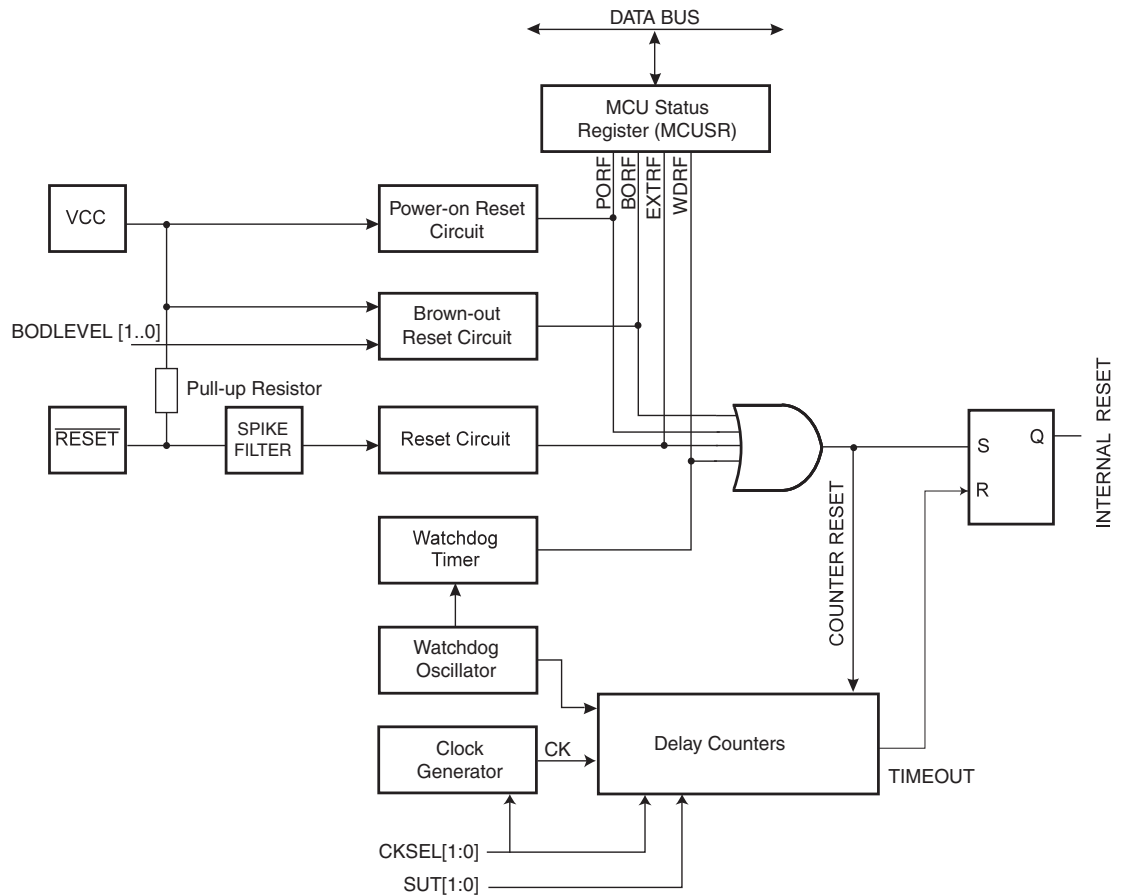 DATA BUS
MCU Status
Register (MCUSR)
PORF
BORF
EXTRF
WDRF
VCC
Power-on Reset
Circuit
Brown-out
Reset Circuit
BODLEVEL [1..0]
Pull-up Resistor
RESET
SPIKE
FILTER
Reset Circuit
S
Q
R
INTERNAL RESET
COUNTER RESET
Watchdog
Timer
Watchdog
Oscillator
Clock
Generator
CK
Delay Counters
TIMEOUT
CKSEL[1:0]
SUT[1:0]